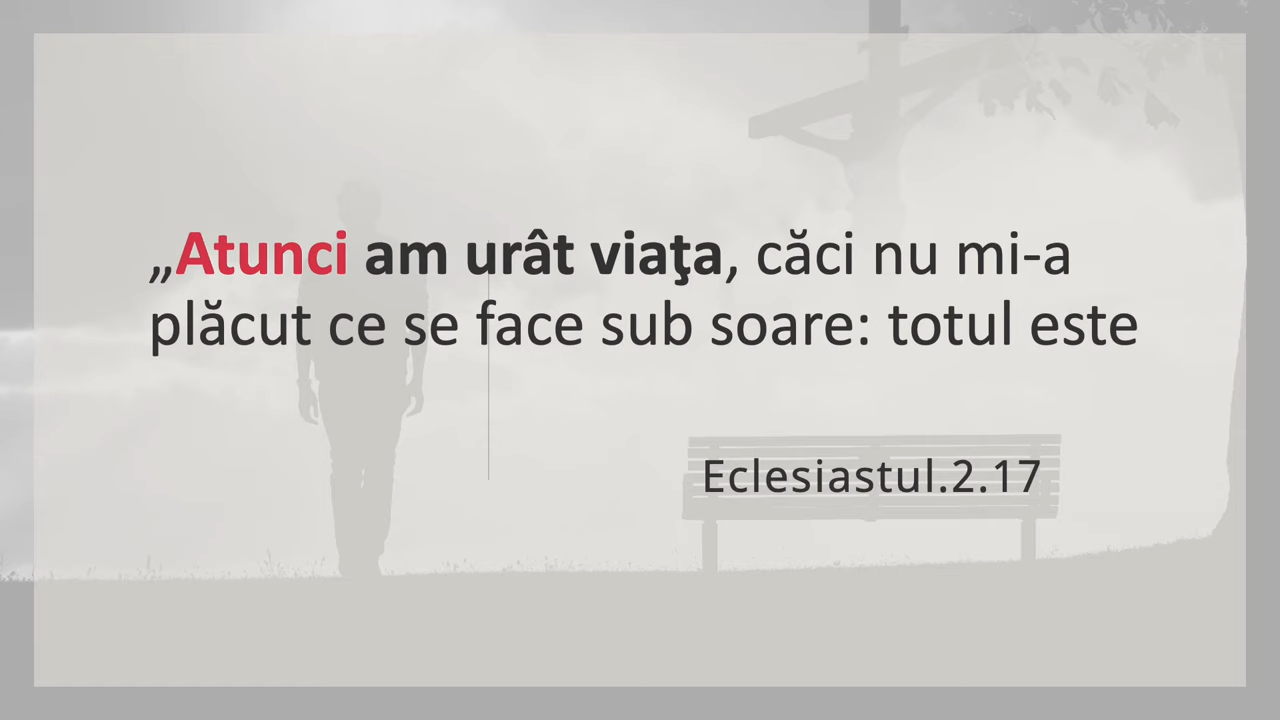 „Atunci am urât viaţa, căci nu mi-a
plăcut ce se face sub soare: totul este
Eclesiastul.2.17